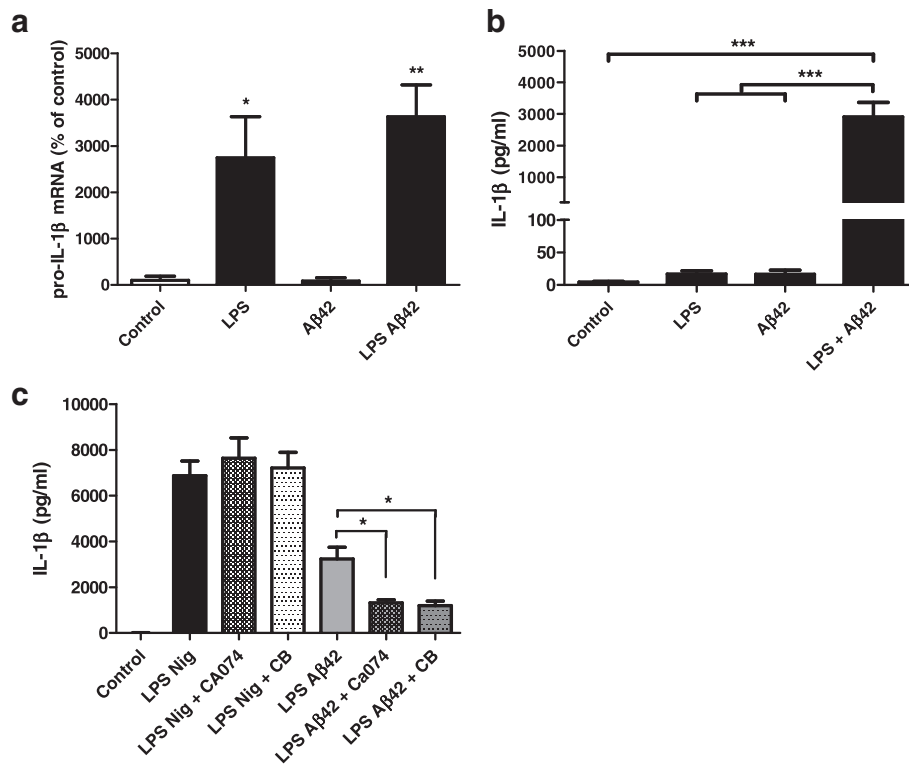 a
pro-IL-1β mRNA (% of control)
5000
4000
3000
2000
1000
0
*
**
Control
LPS
Aβ42
LPS Aβ42
b
IL-1β (pg/ml)
5000
4000
3000
2000
1000
100
50
0
***
***
Control
LPS
Aβ42
LPS + Aβ42
c
IL-1β (pg/ml)
10000
8000
6000
4000
2000
0
*
*
Control
LPS Nig
LPS Nig + CA074
LPS Nig + CB
LPS Aβ42
LPS Aβ42 + Ca074
LPS Aβ42 + CB